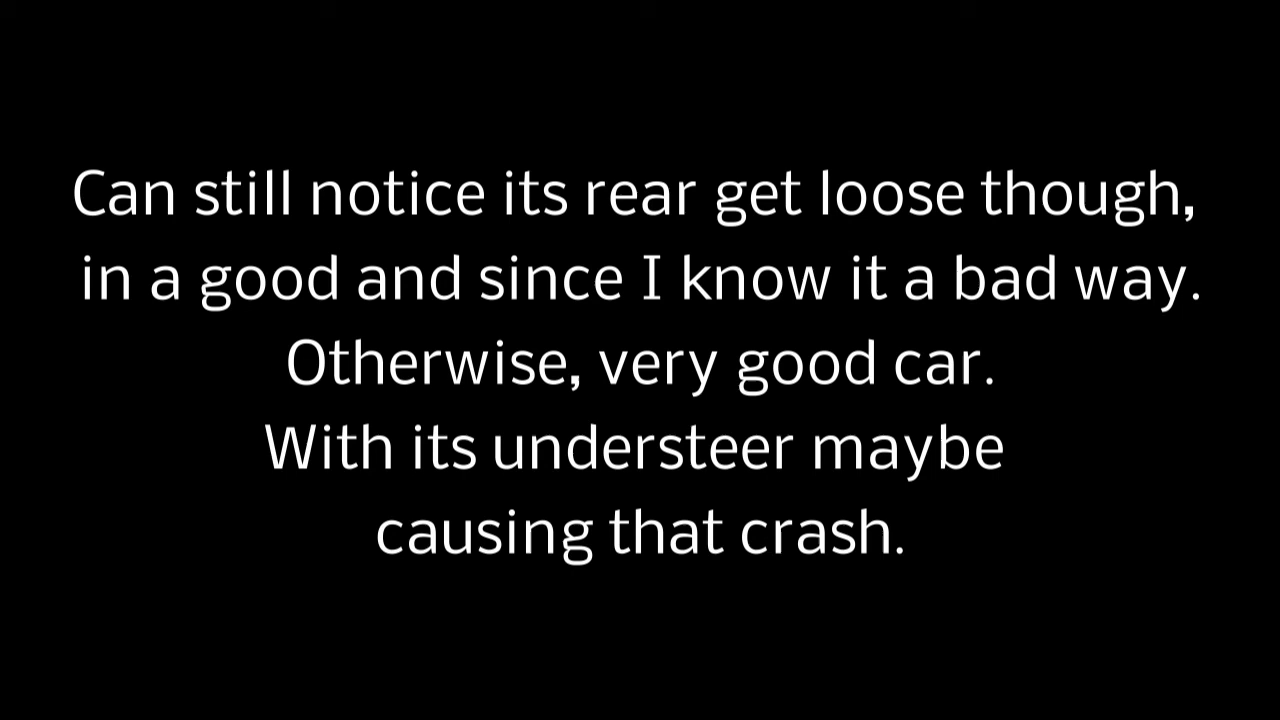 Can still notice its rear get loose though,
in a good and since I know it a bad way.
Otherwise, very good car.
With its understeer maybe
causing that crash.